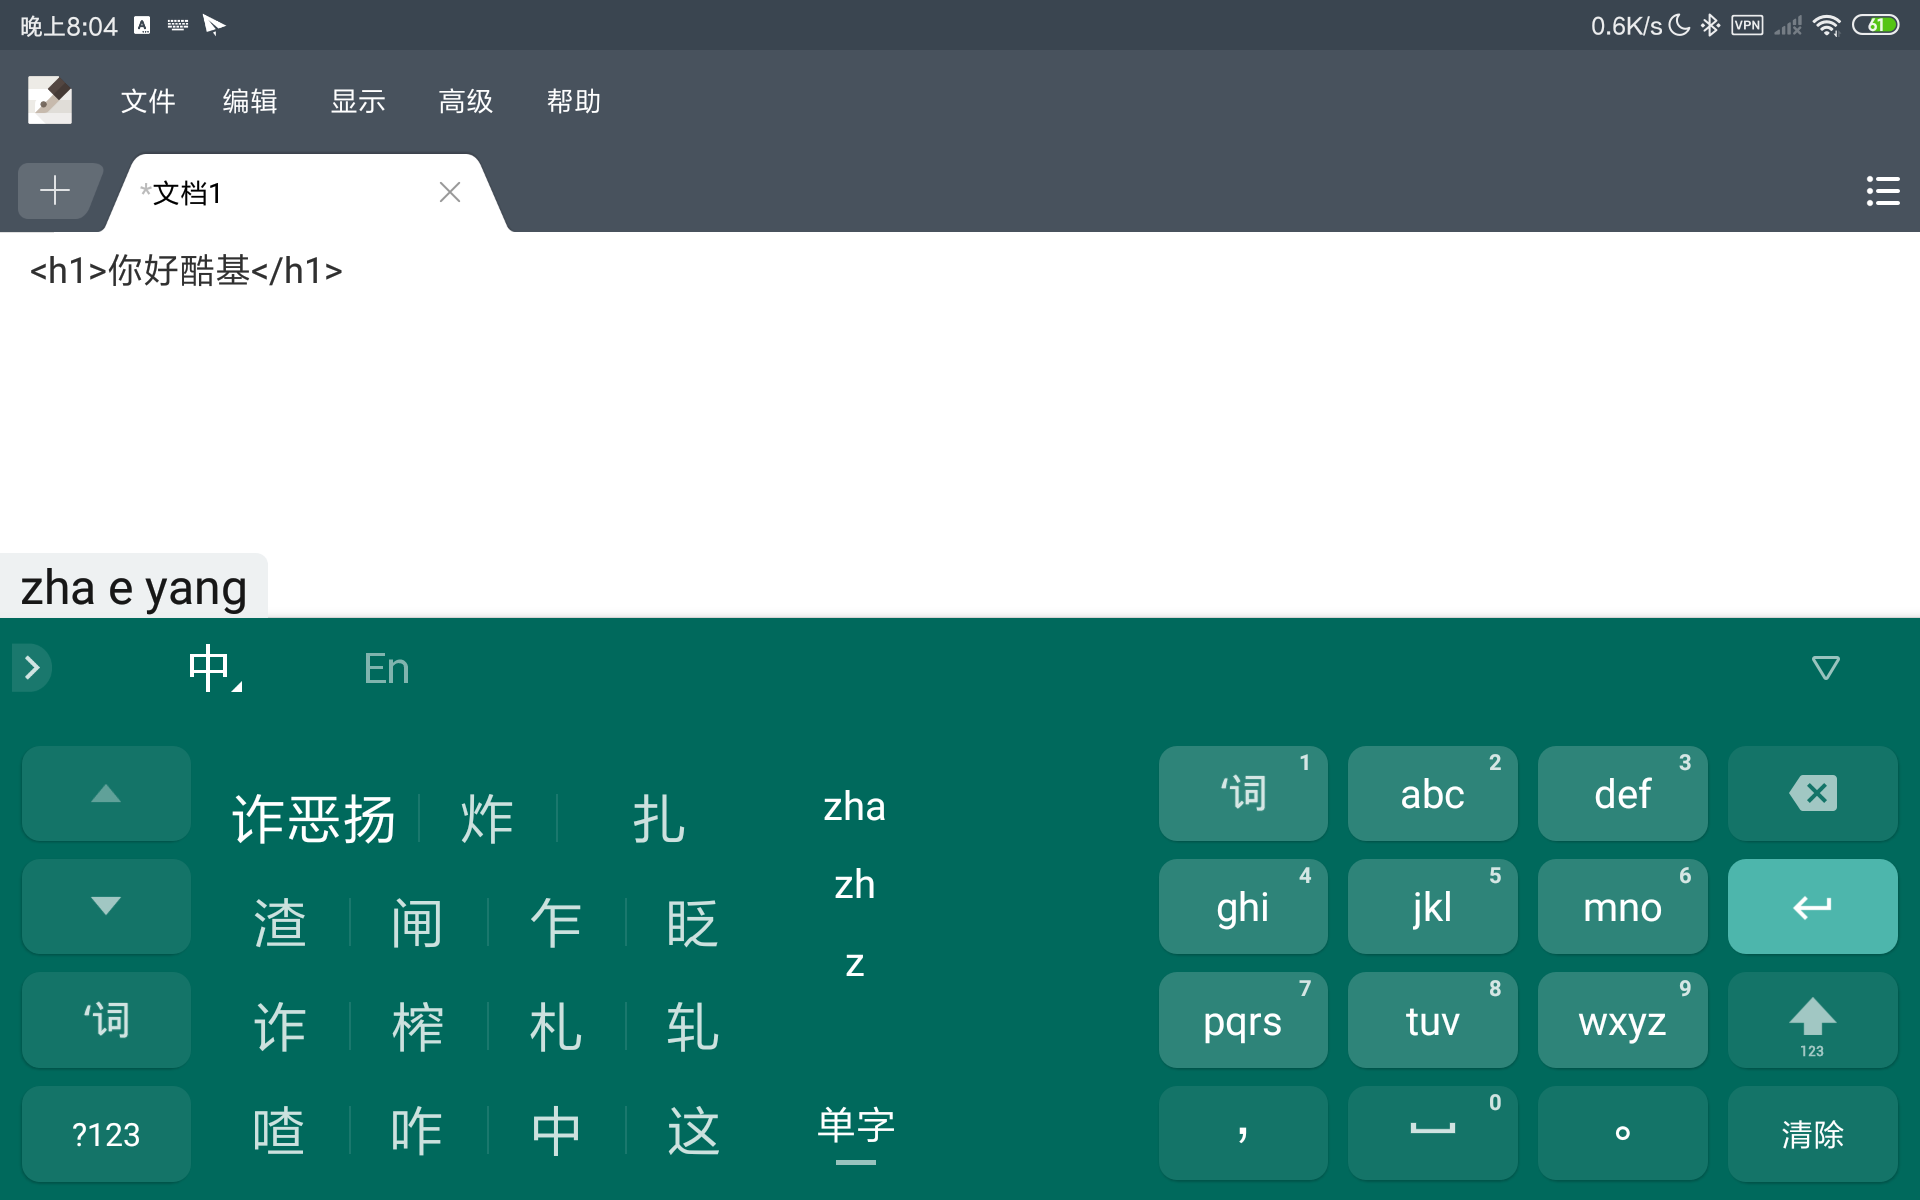 晚上8:04 0.6K/s VPN 61
文件 编辑 显示 高级 帮助
*文档1
<h1>你好酷基</h1>
zha e yang
中 En
诈恶扬 炸 扎 zha
渣 闸 乍 眨 zh
诈 榨 札 轧 z
喳 咋 中 这 单字
‘词 1 abc 2 def 3
ghi 4 jkl 5 mno 6
‘词 pqrs 7 tuv 8 wxyz 9 123
?123 , 0 。 清除